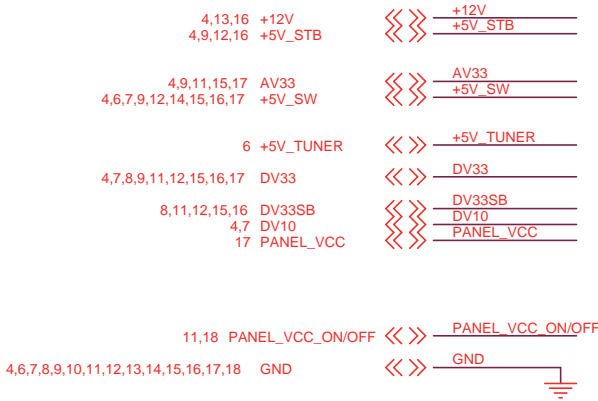 4,13,16 +12V +12V
4,9,12,16 +5V_STB +5V_STB
4,9,11,15,17 AV33 AV33
4,6,7,9,12,14,15,16,17 +5V_SW +5V_SW
6 +5V_TUNER +5V_TUNER
4,7,8,9,11,12,15,16,17 DV33 DV33
8,11,12,15,16 DV33SB DV33SB
4,7 DV10 DV10
17 PANEL_VCC PANEL_VCC
11,18 PANEL_VCC_ON/OFF PANEL_VCC_ON/OFF
4,6,7,8,9,10,11,12,13,14,15,16,17,18 GND GND